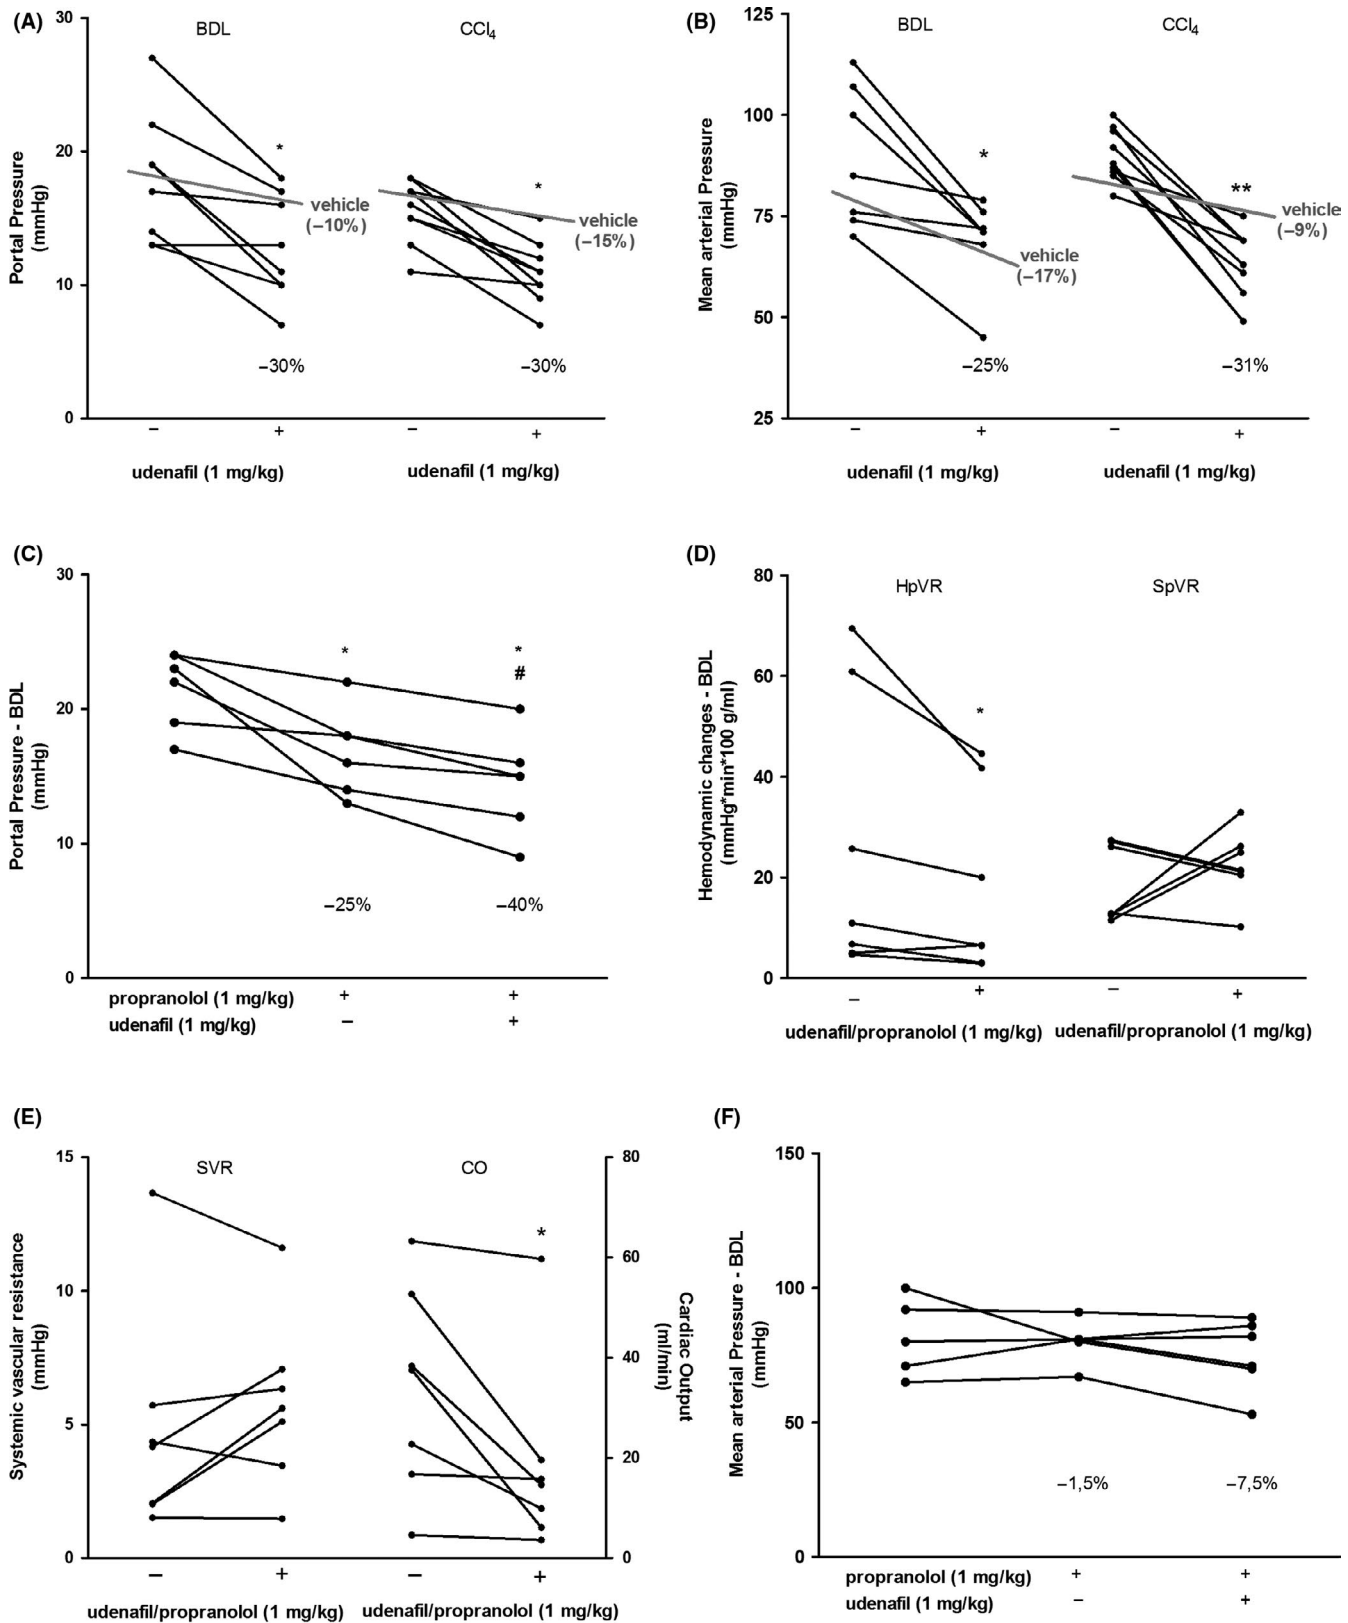 (A)
BDL
CCl₄
30
20
10
0
Portal Pressure
(mmHg)
*
vehicle
(−10%)
*
vehicle
(−15%)
−30%
−30%
−
+
−
+
udenafil (1 mg/kg)
udenafil (1 mg/kg)
(B)
BDL
CCl₄
125
100
75
50
25
Mean arterial Pressure
(mmHg)
*
vehicle
(−17%)
**
vehicle
(−9%)
−25%
−31%
−
+
−
+
udenafil (1 mg/kg)
udenafil (1 mg/kg)
(C)
30
20
10
0
Portal Pressure - BDL
(mmHg)
*
*
#
−25%
−40%
propranolol (1 mg/kg) + +
udenafil (1 mg/kg) − +
(D)
HpVR
SpVR
80
60
40
20
0
Hemodynamic changes - BDL
(mmHg*min*100 g/ml)
*
−
+
−
+
udenafil/propranolol (1 mg/kg)
udenafil/propranolol (1 mg/kg)
(E)
SVR
CO
15
10
5
0
Systemic vascular resistance
(mmHg)
*
80
60
40
20
0
Cardiac Output
(ml/min)
−
+
−
+
udenafil/propranolol (1 mg/kg)
udenafil/propranolol (1 mg/kg)
(F)
150
100
50
0
Mean arterial Pressure - BDL
(mmHg)
−1,5%
−7,5%
propranolol (1 mg/kg) + +
udenafil (1 mg/kg) − +